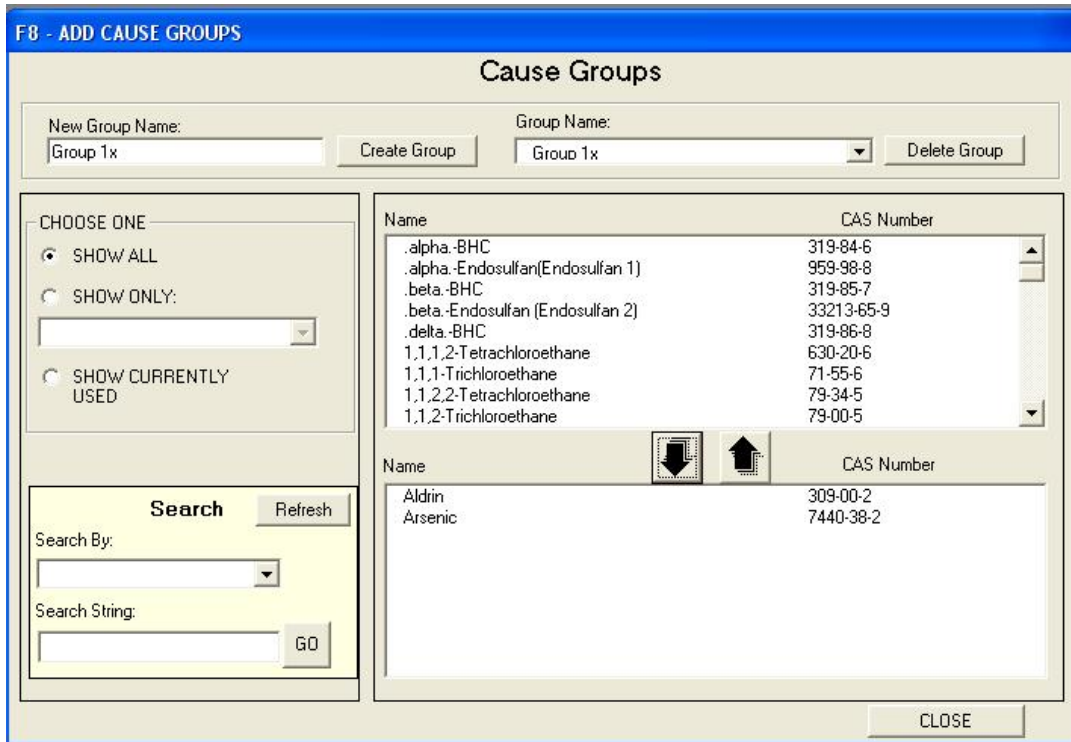 F8 - ADD CAUSE GROUPS
Cause Groups
New Group Name:
Group 1x
Create Group
Group Name:
Group 1x
Delete Group
CHOOSE ONE
SHOW ALL
SHOW ONLY:
SHOW CURRENTLY
USED
Search
Refresh
Search By:
Search String:
GO
Name CAS Number
.alpha.-BHC 319-84-6
.alpha.-Endosulfan(Endosulfan 1) 959-98-8
.beta.-BHC 319-85-7
.beta.-Endosulfan (Endosulfan 2) 33213-65-9
.delta.-BHC 319-86-8
1,1,1,2-Tetrachloroethane 630-20-6
1,1,1-Trichloroethane 71-55-6
1,1,2,2-Tetrachloroethane 79-34-5
1,1,2-Trichloroethane 79-00-5
Name CAS Number
Aldrin 309-00-2
Arsenic 7440-38-2
CLOSE